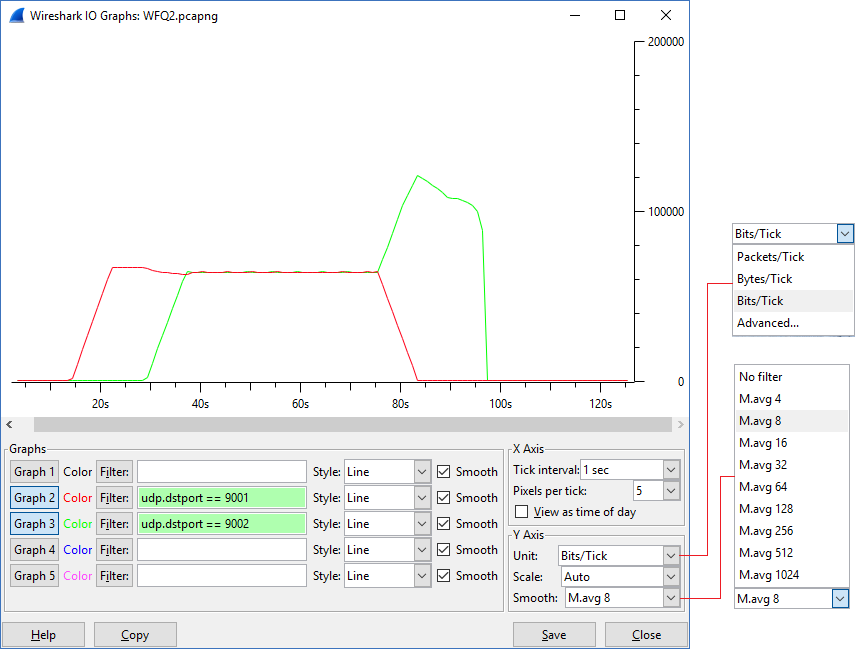 Wireshark IO Graphs: WFQ2.pcapng
200000
100000
0
20s 40s 60s 80s 100s 120s
Graphs
Graph 1 Color Filter: Style: Line Smooth
Graph 2 Color Filter: udp.dstport == 9001 Style: Line Smooth
Graph 3 Color Filter: udp.dstport == 9002 Style: Line Smooth
Graph 4 Color Filter: Style: Line Smooth
Graph 5 Color Filter: Style: Line Smooth
X Axis
Tick interval: 1 sec
Pixels per tick: 5
View as time of day
Y Axis
Unit: Bits/Tick
Scale: Auto
Smooth: M.avg 8
Help Copy Save Close
Bits/Tick
Packets/Tick
Bytes/Tick
Bits/Tick
Advanced...
No filter
M.avg 4
M.avg 8
M.avg 16
M.avg 32
M.avg 64
M.avg 128
M.avg 256
M.avg 512
M.avg 1024
M.avg 8